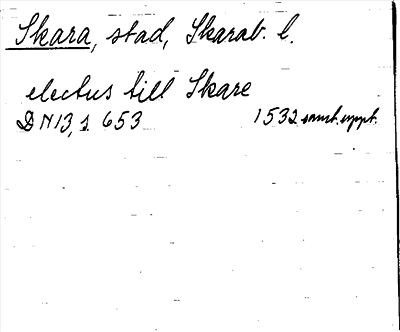 Skara, stad, Skarab. l.
electus till Skare
DN 13, 1 653 1532 samt. uppt.